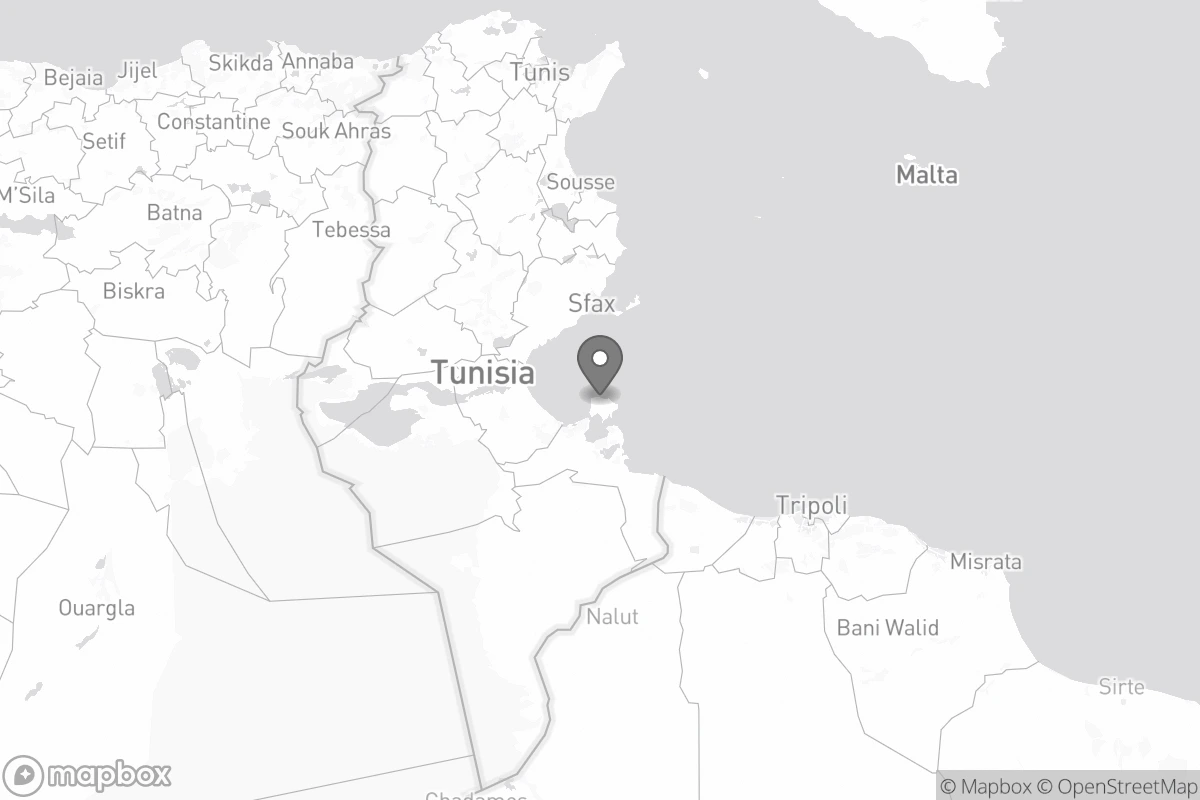 Skikda
Annaba
Jijel
Bejaia
Tunis
Constantine
Souk Ahras
Setif
Malta
Sousse
M'Sila
Batna
Tebessa
Biskra
Sfax
Tunisia
Tripoli
Misrata
Ouargla
Nalut
Bani Walid
Sirte
mapbox
© Mapbox © OpenStreetMap
Ghadames